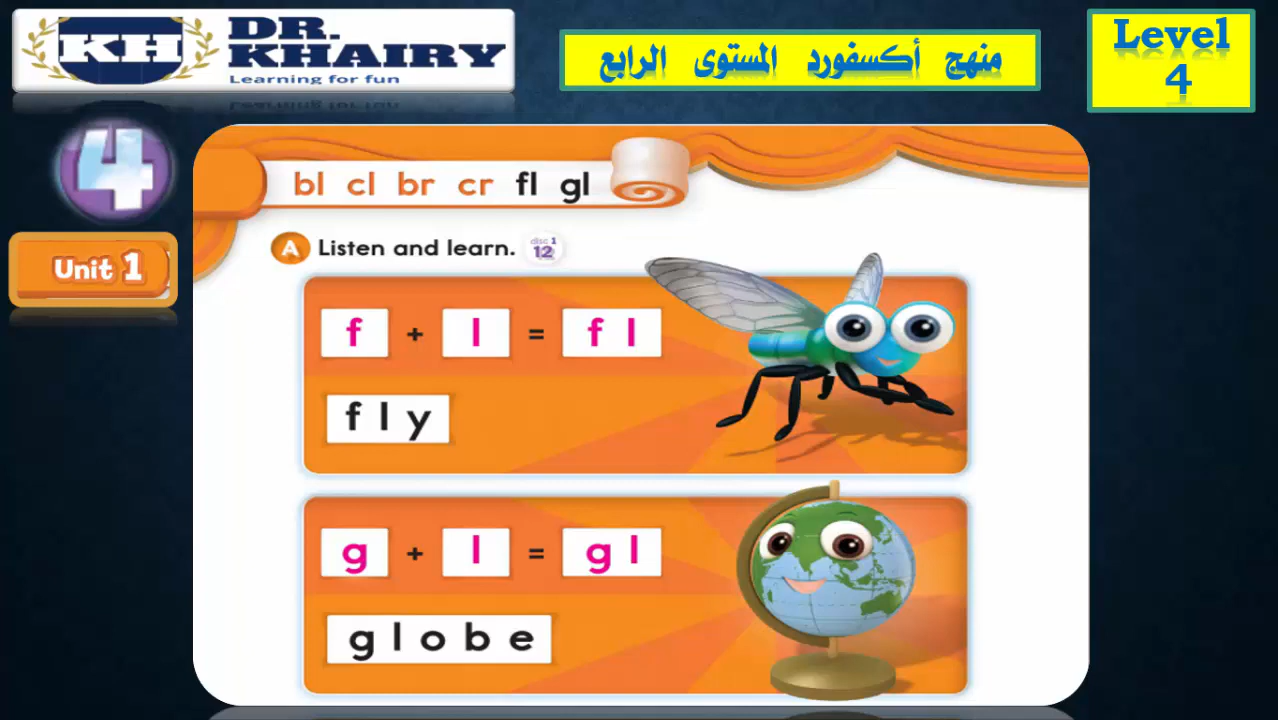 KH
DR.
KHAIRY
Learning for fun
منهج أكسفورد المستوى الرابع
Level
4
4
Unit 1
bl cl br cr fl gl
A Listen and learn. disc 1 12
f + l = f l
f l y
g + l = g l
g l o b e